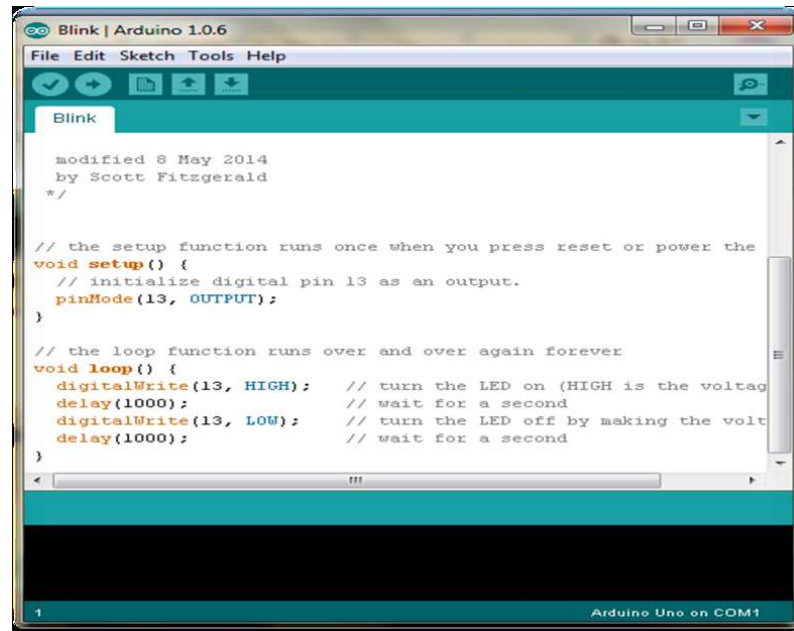 Blink | Arduino 1.0.6
File Edit Sketch Tools Help
Blink
modified 8 May 2014
by Scott Fitzgerald
*/
// the setup function runs once when you press reset or power the
void setup() {
// initialize digital pin 13 as an output.
pinMode(13, OUTPUT);
}
// the loop function runs over and over again forever
void loop() {
digitalWrite(13, HIGH); // turn the LED on (HIGH is the voltag
delay(1000); // wait for a second
digitalWrite(13, LOW); // turn the LED off by making the volt
delay(1000); // wait for a second
}
1 Arduino Uno on COM1